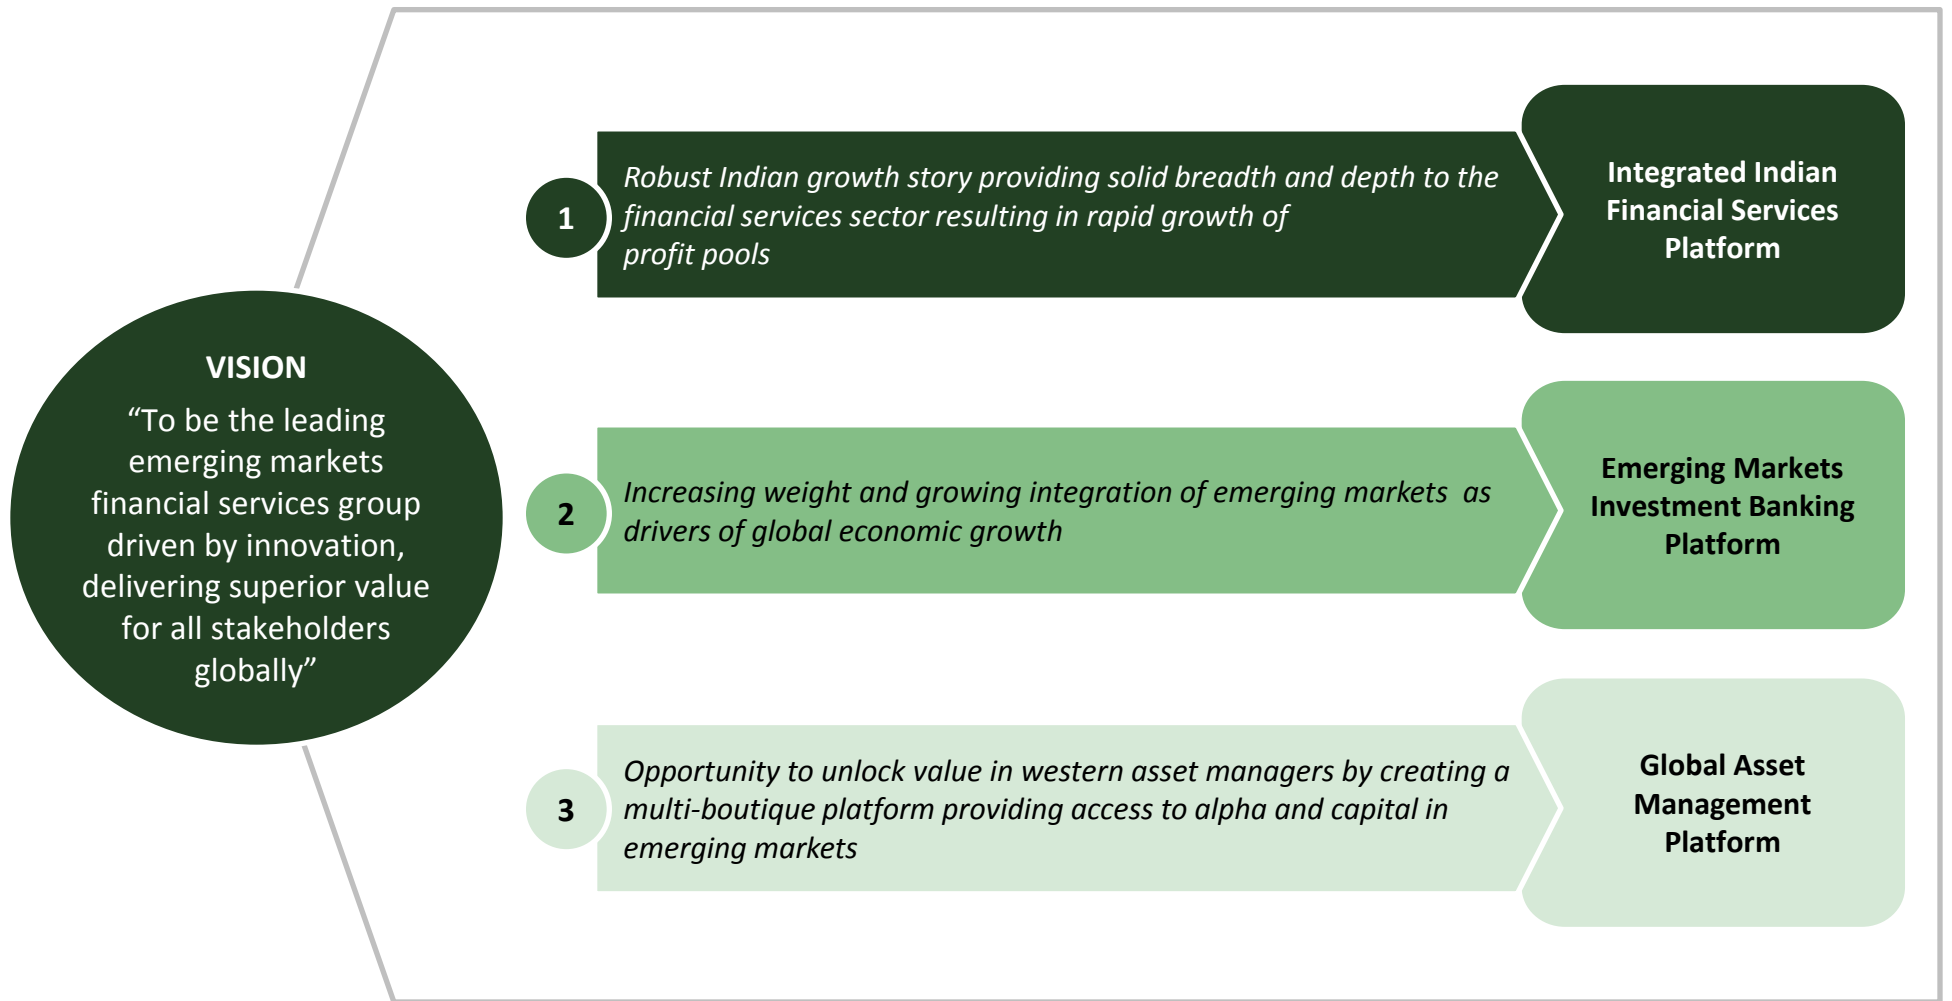 VISION
“To be the leading
emerging markets
financial services group
driven by innovation,
delivering superior value
for all stakeholders
globally”
1
Robust Indian growth story providing solid breadth and depth to the
financial services sector resulting in rapid growth of
profit pools
Integrated Indian
Financial Services
Platform
2
Increasing weight and growing integration of emerging markets  as
drivers of global economic growth
Emerging Markets
Investment Banking
Platform
3
Opportunity to unlock value in western asset managers by creating a
multi-boutique platform providing access to alpha and capital in
emerging markets
Global Asset
Management
Platform